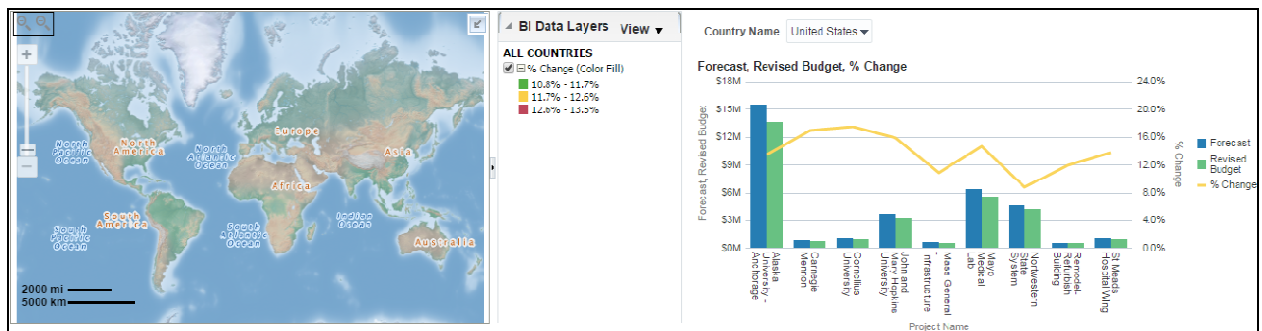 North
Pacific
Ocean
North
America
North
Atlantic
Ocean
Europe
Asia
Africa
South
Pacific
Ocean
South
America
South
Atlantic
Ocean
Indian
Ocean
Australia
2000 mi
5000 km
BI Data Layers View
ALL COUNTRIES
% Change (Color Fill)
10.8% - 11.7%
11.7% - 12.6%
12.6% - 13.5%
Country Name United States
Forecast, Revised Budget, % Change
Forecast, Revised Budget
$18M
$15M
$12M
$9M
$6M
$3M
$0M
24.0%
20.0%
16.0%
12.0%
8.0%
4.0%
0.0%
% Change
Forecast
Revised
Budget
% Change
Alaska
University -
Anchorage
Carnegie
Cornelius
University
John and
Mary Hopkins
University
Mass General
Infrastructure
Mayo
Medical
Lab
Northwestern
State
System
Remodel-
Refurbish
Building
St Meads
Hospital Wing
Project Name